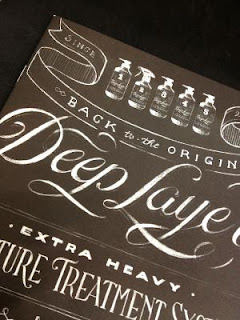 SINCE
BACK to the ORIGIN
Deep Laye
EXTRA HEAVY
TURE TREATMENT SYS